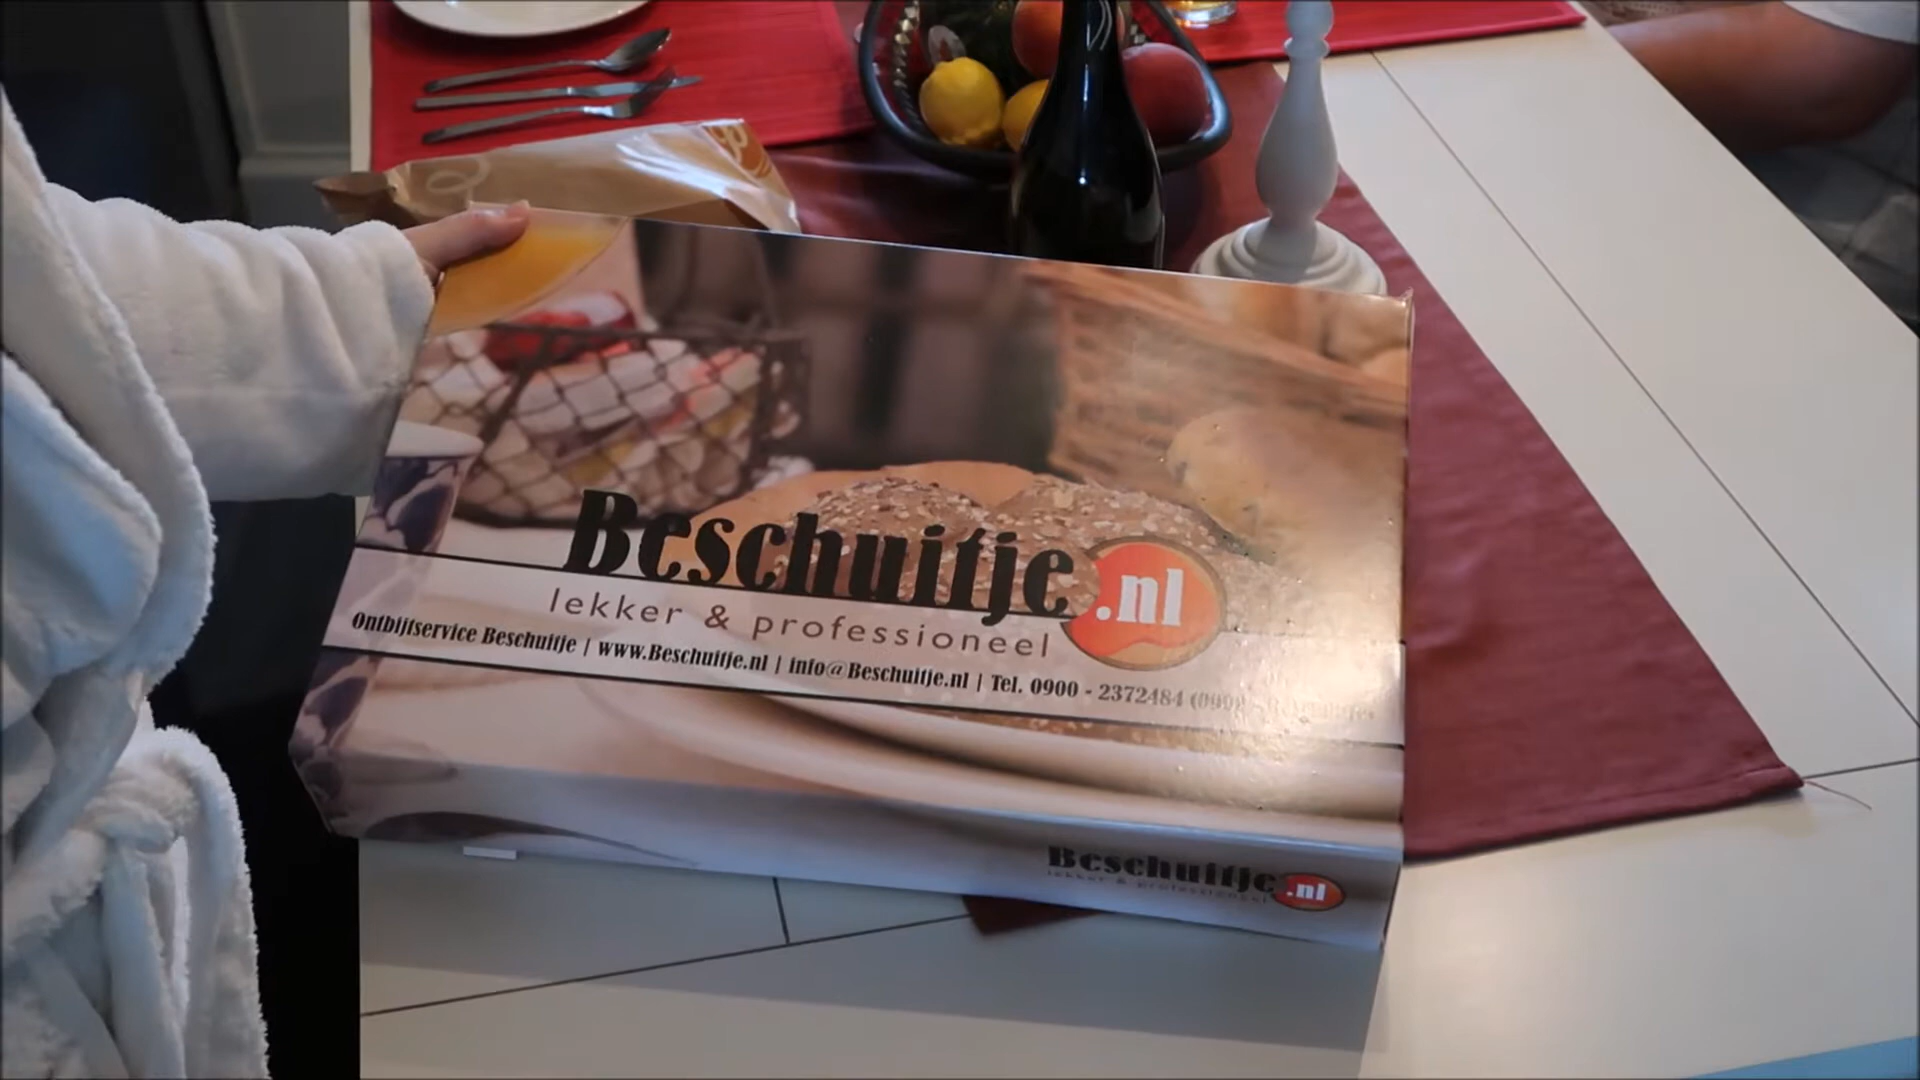 Beschuitje.nl
lekker & professioneel
Ontbijtservice Beschuitje | www.Beschuitje.nl | info@Beschuitje.nl | Tel. 0900 - 2372484
Beschuitje.nl
lekker & professioneel